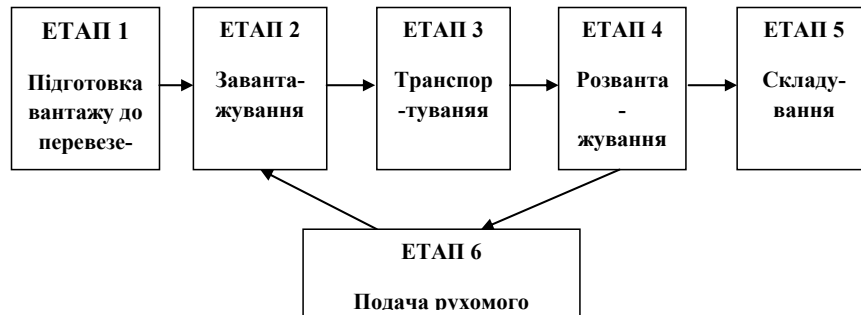 ЕТАП 1
Підготовка
вантажу до
перевезе-
ЕТАП 2
Заванта-
жування
ЕТАП 3
Транспор
-туваняя
ЕТАП 4
Розванта
-
жування
ЕТАП 5
Складу-
вання
ЕТАП 6
Подача рухомого